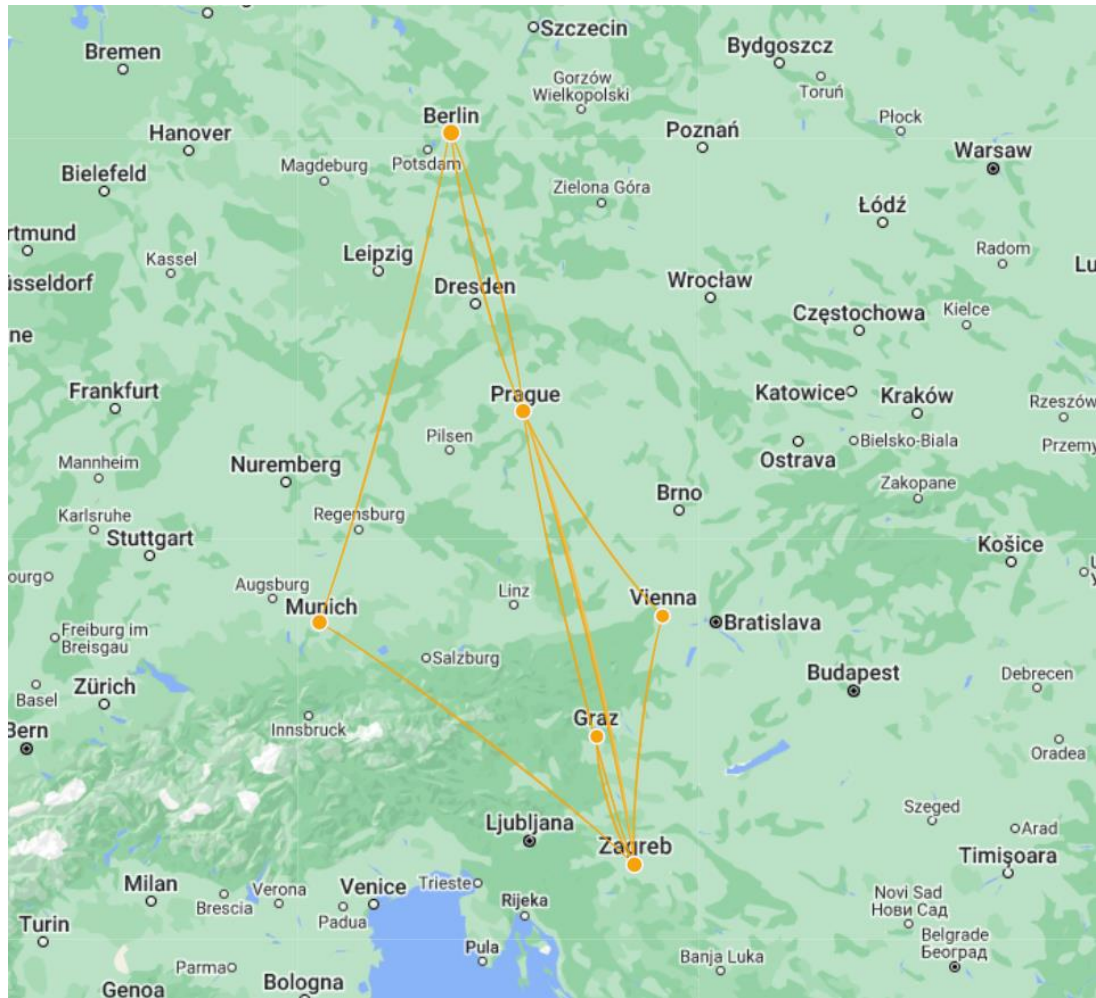 Szczecin
Bremen
Bydgoszcz
Gorzów
Wielkopolski
Toruń
Berlin
Płock
Hanover
Poznań
Potsdam
Magdeburg
Warsaw
Bielefeld
Zielona Góra
Łódź
rtmund
Radom
Kassel
Leipzig
Lu
üsseldorf
Dresden
Wrocław
Częstochowa
Kielce
ne
Frankfurt
Prague
Katowice
Kraków
Rzeszów
Pilsen
Bielsko-Biala
Przemy
Mannheim
Nuremberg
Ostrava
Zakopane
Brno
Karlsruhe
Regensburg
Stuttgart
Košice
ourg
Augsburg
Linz
Munich
Vienna
Bratislava
Freiburg im
Breisgau
Salzburg
Budapest
Debrecen
Basel
Zürich
Innsbruck
Graz
Bern
Oradea
Szeged
Ljubljana
Arad
Zagreb
Timișoara
Milan
Verona
Venice
Trieste
Brescia
Padua
Rijeka
Novi Sad
Нови Сад
Turin
Belgrade
Београд
Pula
Banja Luka
Parma
Bologna
Genoa